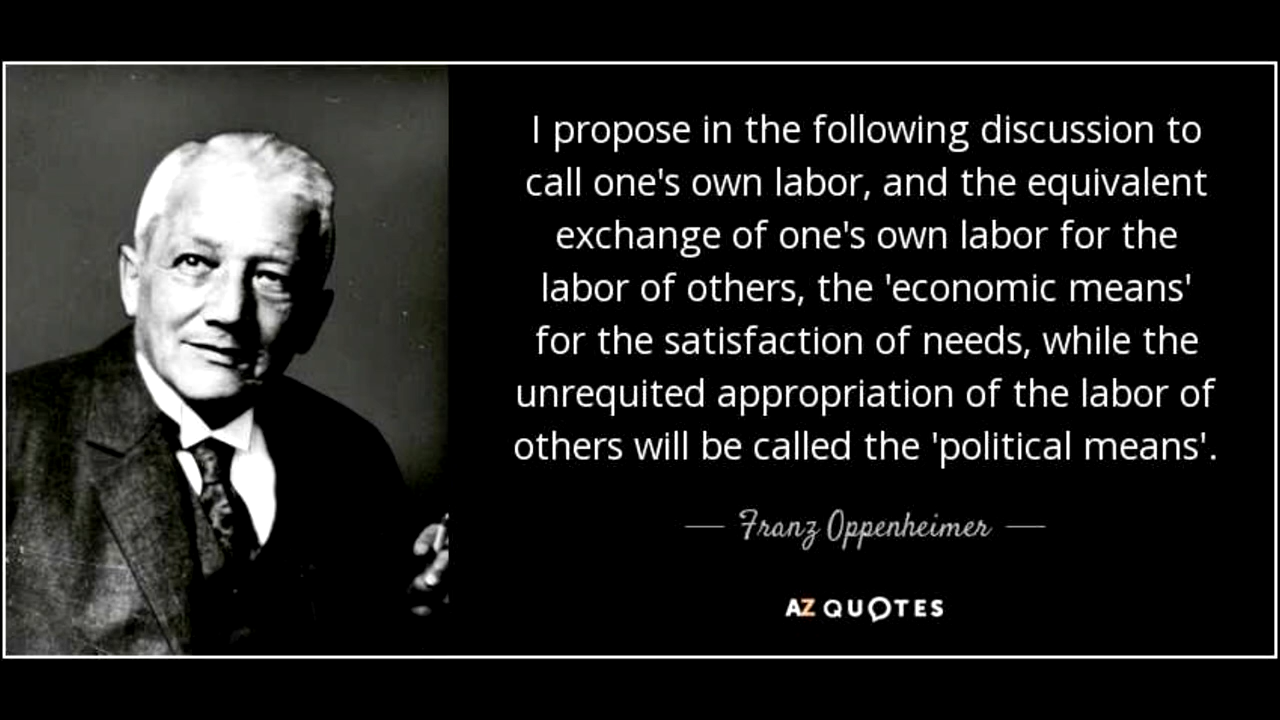 I propose in the following discussion to
call one's own labor, and the equivalent
exchange of one's own labor for the
labor of others, the 'economic means'
for the satisfaction of needs, while the
unrequited appropriation of the labor of
others will be called the 'political means'.
Franz Oppenheimer
AZ QUOTES